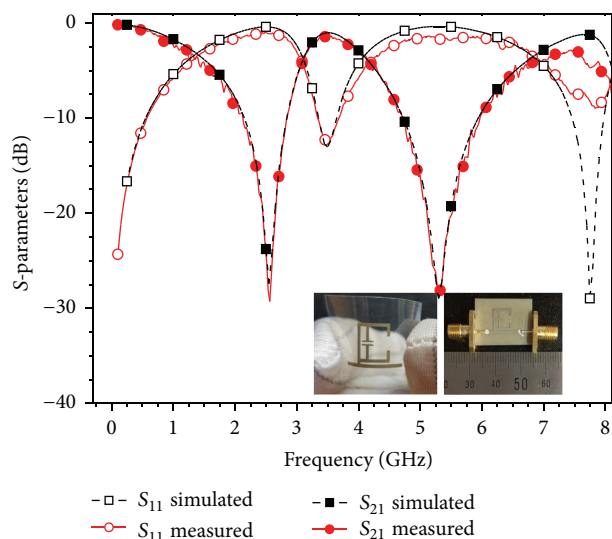 0
−10
−20
−30
−40
S-parameters (dB)
30 40 50 60
0 1 2 3 4 5 6 7 8
Frequency (GHz)
S11 simulated
S11 measured
S21 simulated
S21 measured